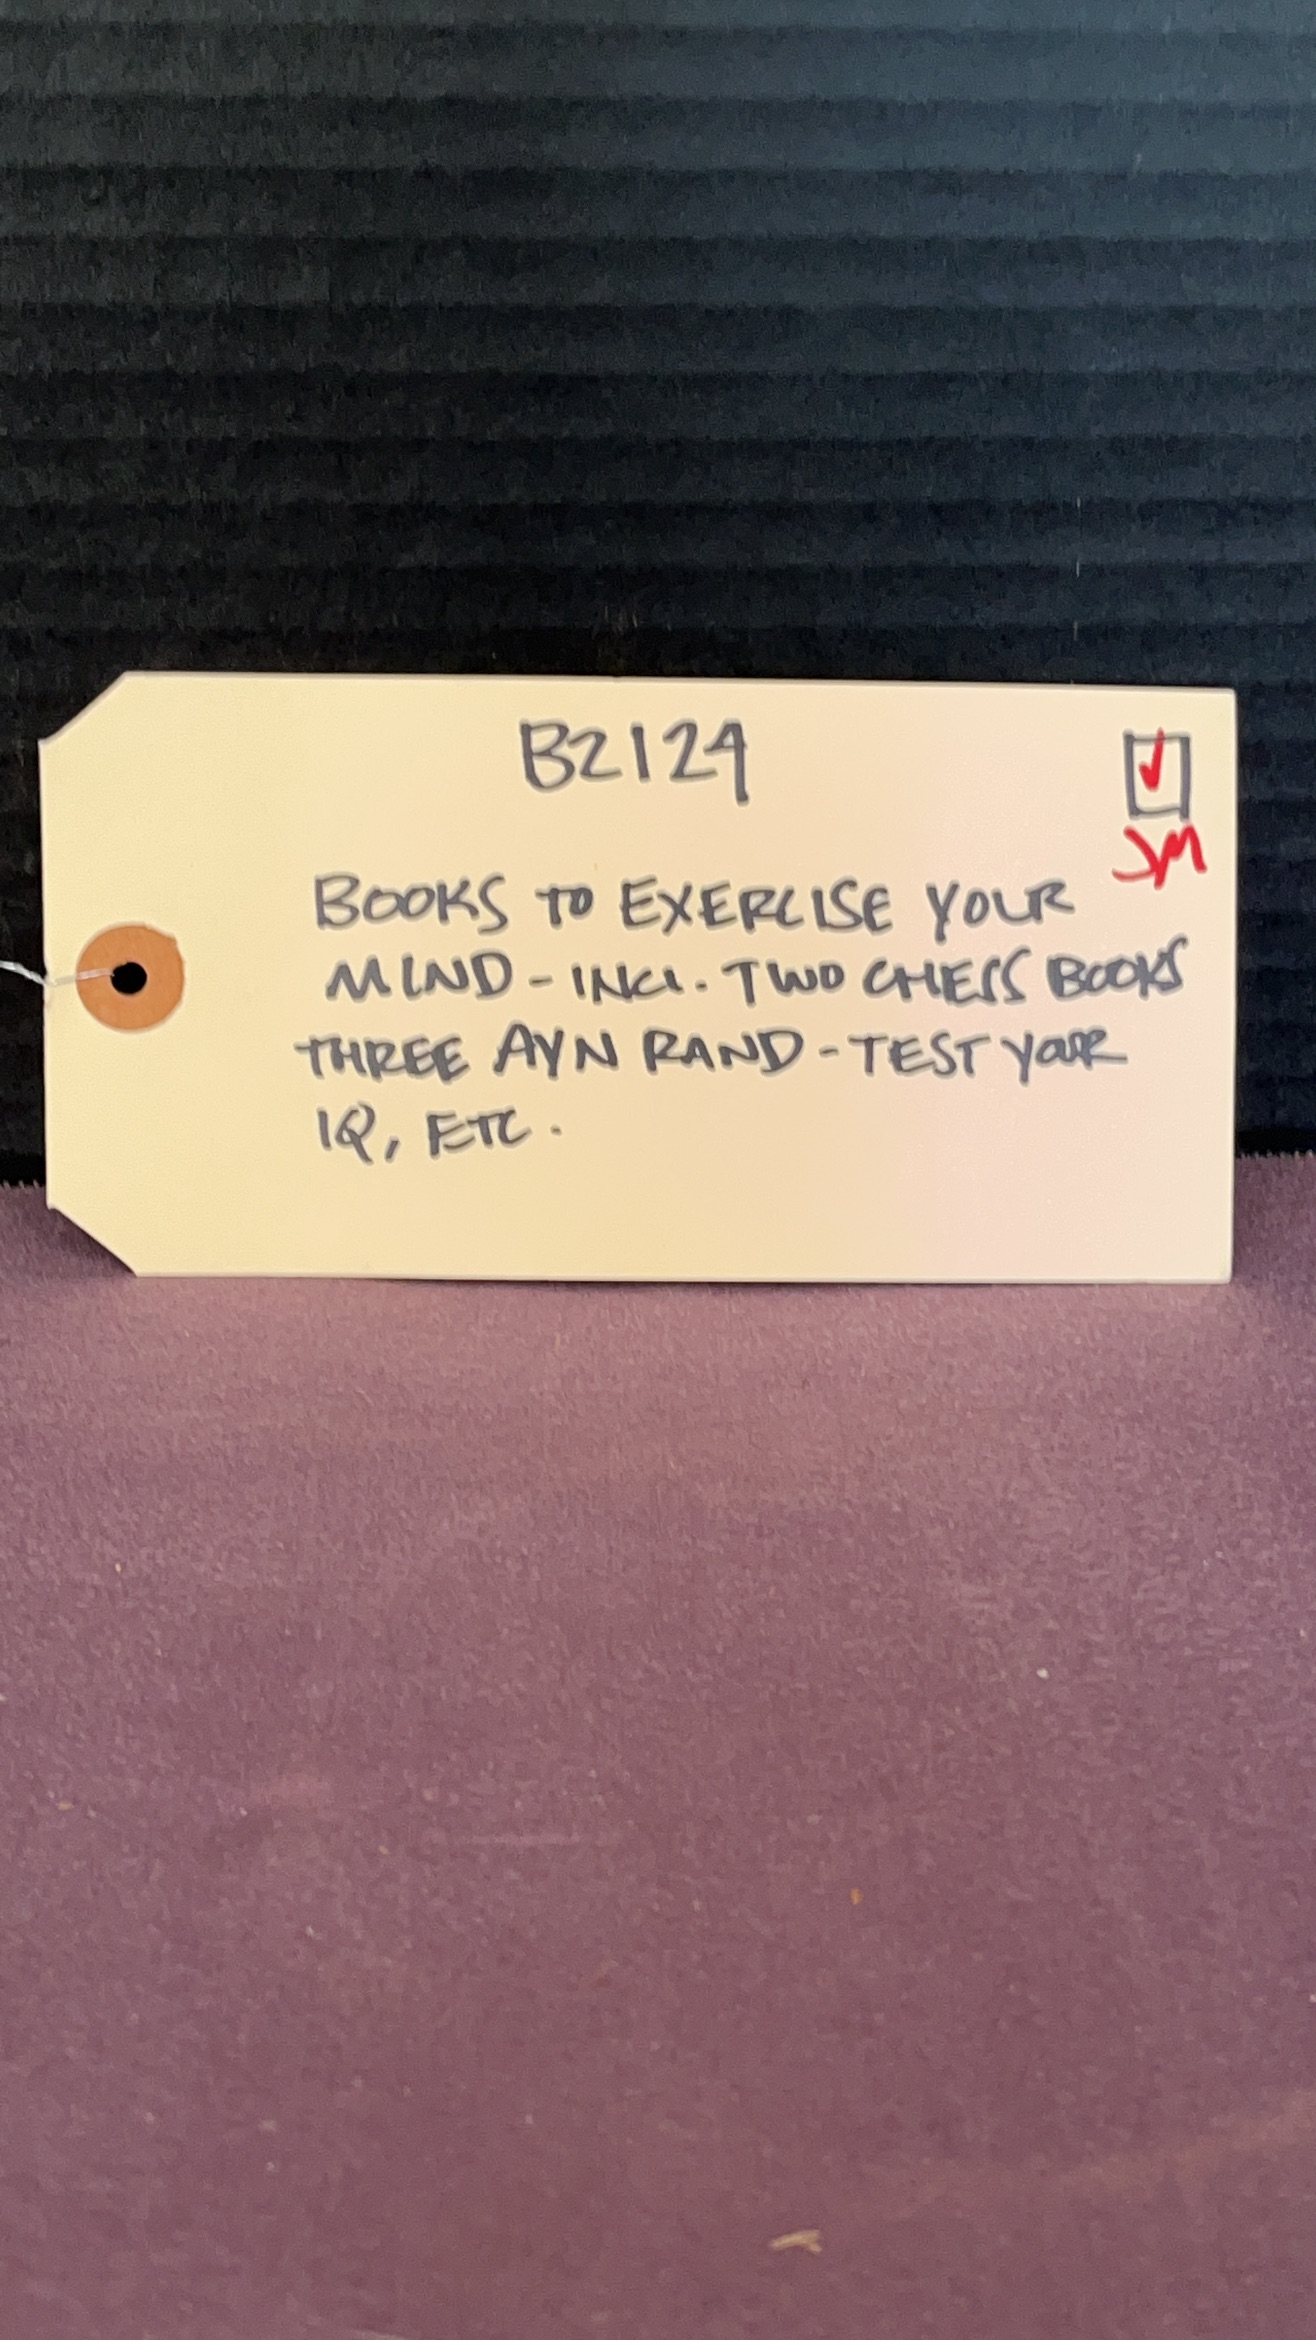 B2124
✓
JM
BOOKS TO EXERCISE YOUR
MIND - INCL. TWO CHESS BOOKS
THREE AYN RAND - TEST YOUR
IQ, ETC.